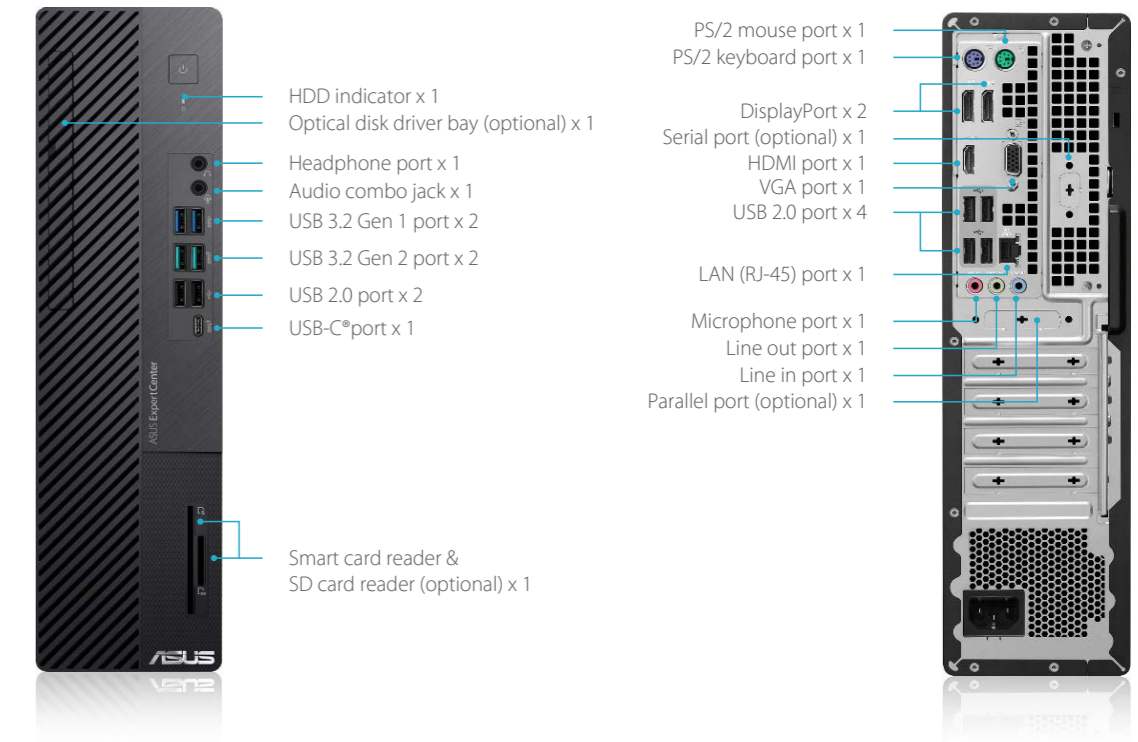 HDD indicator x 1
Optical disk driver bay (optional) x 1
Headphone port x 1
Audio combo jack x 1
USB 3.2 Gen 1 port x 2
USB 3.2 Gen 2 port x 2
USB 2.0 port x 2
USB-C®port x 1
ASUS ExpertCenter
Smart card reader &
SD card reader (optional) x 1
ASUS
PS/2 mouse port x 1
PS/2 keyboard port x 1
DisplayPort x 2
Serial port (optional) x 1
HDMI port x 1
VGA port x 1
USB 2.0 port x 4
LAN (RJ-45) port x 1
Microphone port x 1
Line out port x 1
Line in port x 1
Parallel port (optional) x 1